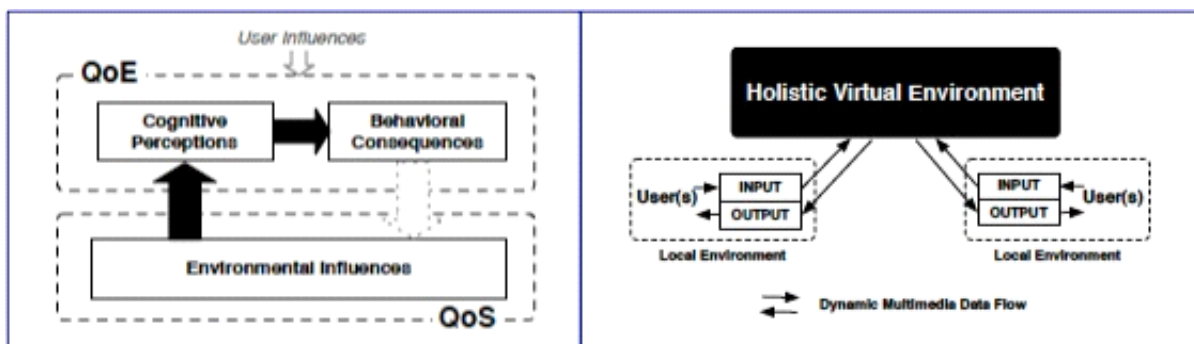 User Influences
QoE
Cognitive
Perceptions
Behavioral
Consequences
Environmental Influences
QoS
Holistic Virtual Environment
User(s)
INPUT
OUTPUT
Local Environment
INPUT
OUTPUT
User(s)
Local Environment
Dynamic Multimedia Data Flow